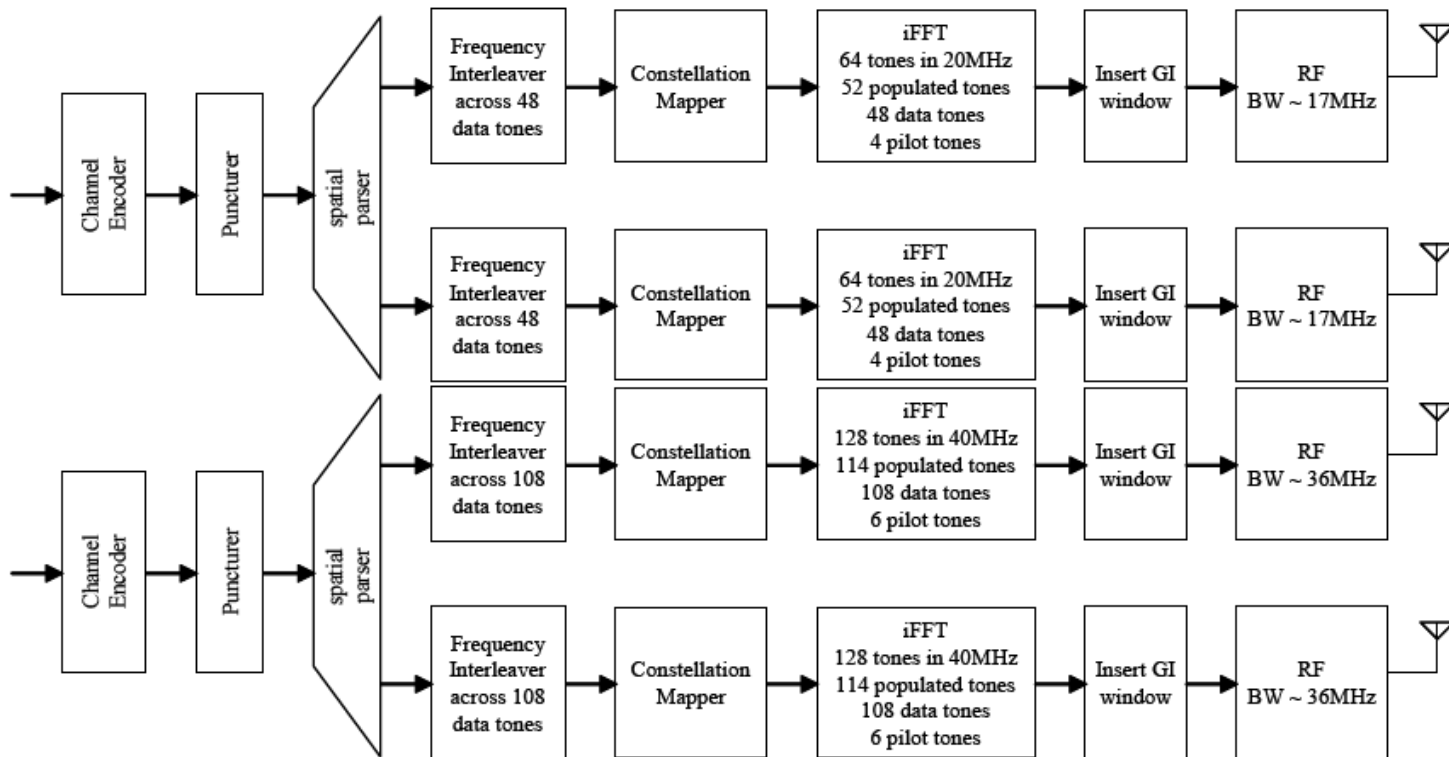 Channel
Encoder
Puncturer
spatial
parser
Frequency
Interleaver
across 48
data tones
Constellation
Mapper
iFFT
64 tones in 20MHz
52 populated tones
48 data tones
4 pilot tones
Insert GI
window
RF
BW ~ 17MHz
Frequency
Interleaver
across 48
data tones
Constellation
Mapper
iFFT
64 tones in 20MHz
52 populated tones
48 data tones
4 pilot tones
Insert GI
window
RF
BW ~ 17MHz
Channel
Encoder
Puncturer
spatial
parser
Frequency
Interleaver
across 108
data tones
Constellation
Mapper
iFFT
128 tones in 40MHz
114 populated tones
108 data tones
6 pilot tones
Insert GI
window
RF
BW ~ 36MHz
Frequency
Interleaver
across 108
data tones
Constellation
Mapper
iFFT
128 tones in 40MHz
114 populated tones
108 data tones
6 pilot tones
Insert GI
window
RF
BW ~ 36MHz